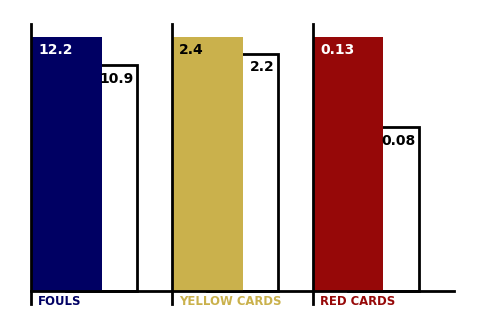 12.2
10.9
2.4
2.2
0.13
0.08
FOULS
YELLOW CARDS
RED CARDS